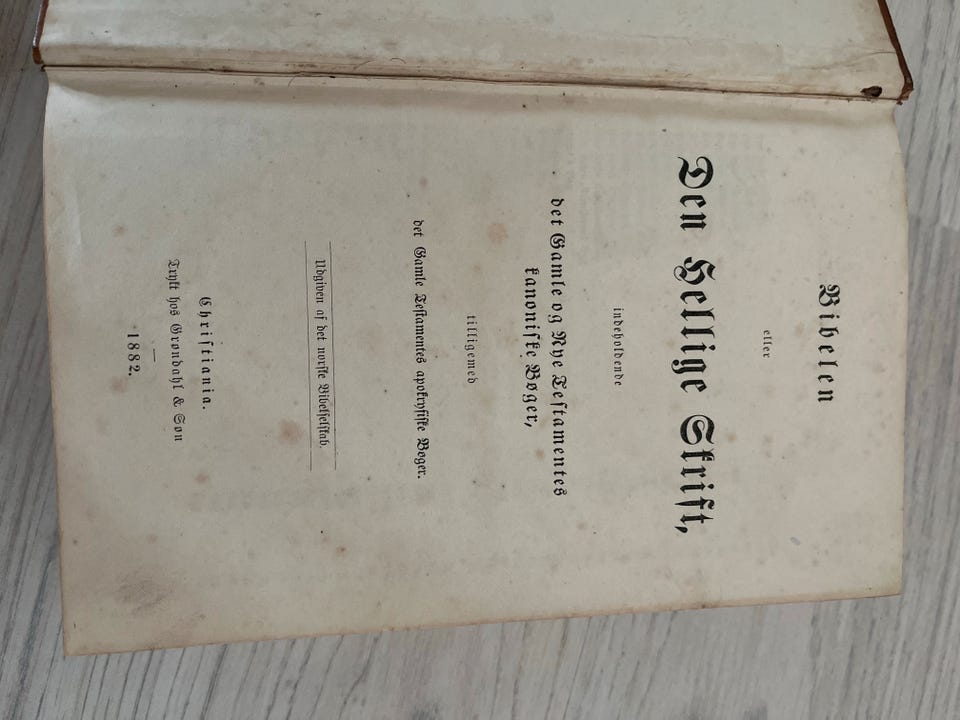 Bibelen
eller
Den Hellige Skrift,
indeholdende
det Gamle og Nye Testamentes
kanoniske Bøger,
tilligemed
det Gamle Testamentes apokryfiske Bøger.
Udgiven af det norske Bibelselskab.
Christiania.
Trykt hos Grøndahl & Søn
1882.